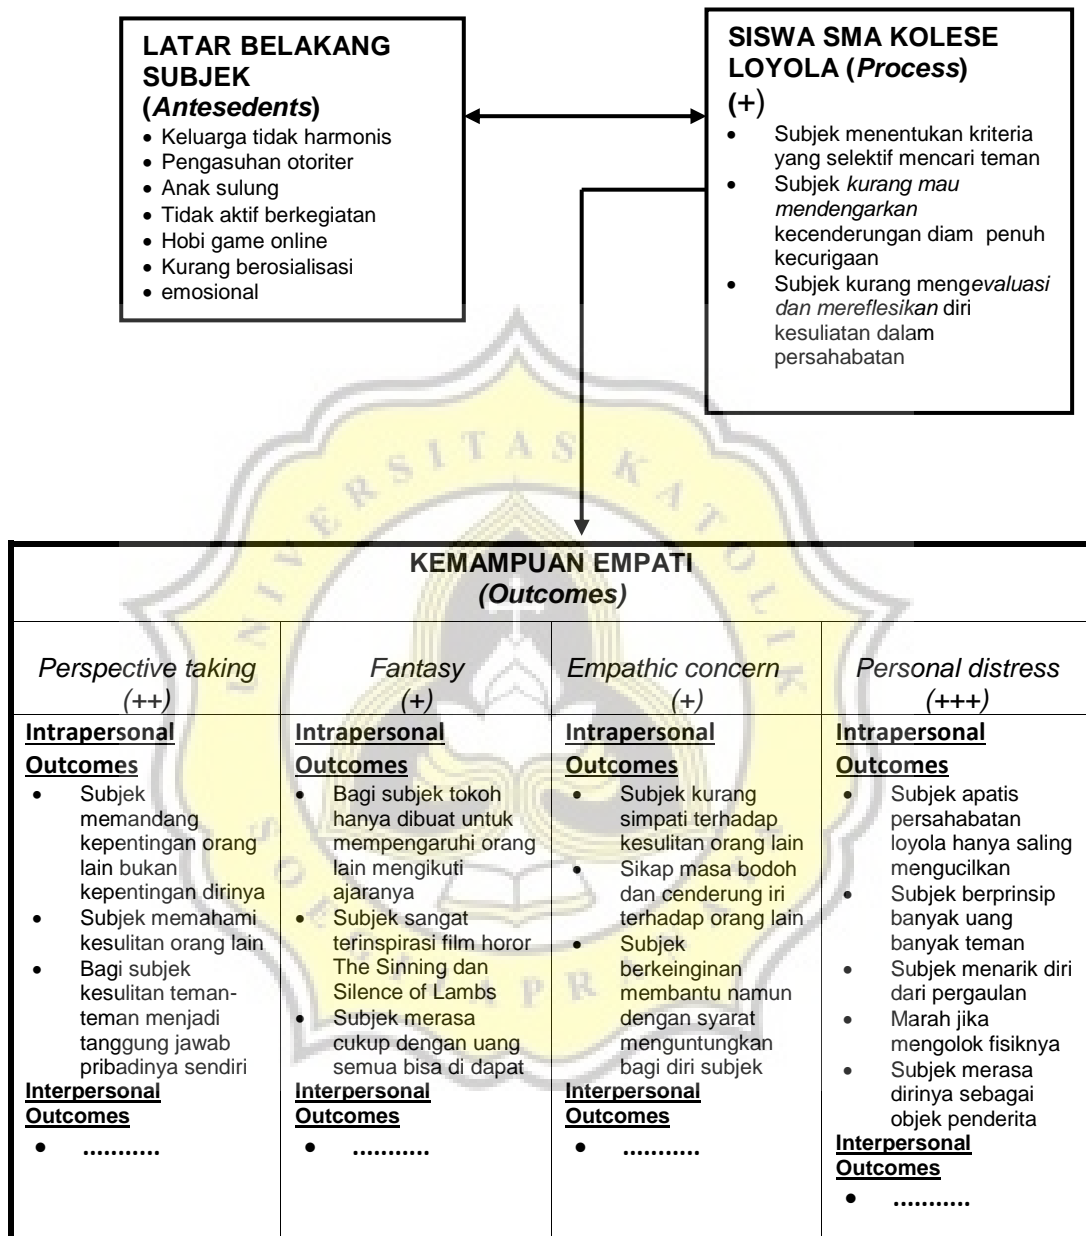 LATAR BELAKANG
SUBJEK
(Antesedents)
• Keluarga tidak harmonis
• Pengasuhan otoriter
• Anak sulung
• Tidak aktif berkegiatan
• Hobi game online
• Kurang berosialisasi
• emosional
SISWA SMA KOLESE
LOYOLA (Process)
(+)
• Subjek menentukan kriteria
yang selektif mencari teman
• Subjek kurang mau
mendengarkan
kecenderungan diam penuh
kecurigaan
• Subjek kurang mengevaluasi
dan mereflesikan diri
kesuliatan dalam
persahabatan
UNIVERSITAS KATOLIK
SOEGIJAPRANATA
KEMAMPUAN EMPATI
(Outcomes)
Perspective taking
(++)
Intrapersonal
Outcomes
• Subjek
memandang
kepentingan orang
lain bukan
kepentingan dirinya
• Subjek memahami
kesulitan orang lain
• Bagi subjek
kesulitan teman-
teman menjadi
tanggung jawab
pribadinya sendiri
Interpersonal
Outcomes
• ...........
Fantasy
(+)
Intrapersonal
Outcomes
• Bagi subjek tokoh
hanya dibuat untuk
mempengaruhi orang
lain mengikuti
ajaranya
• Subjek sangat
terinspirasi film horor
The Sinning dan
Silence of Lambs
• Subjek merasa
cukup dengan uang
semua bisa di dapat
Interpersonal
Outcomes
• ...........
Empathic concern
(+)
Intrapersonal
Outcomes
• Subjek kurang
simpati terhadap
kesulitan orang lain
• Sikap masa bodoh
dan cenderung iri
terhadap orang lain
• Subjek
berkeinginan
membantu namun
dengan syarat
menguntungkan
bagi diri subjek
Interpersonal
Outcomes
• ...........
Personal distress
(+++)
Intrapersonal
Outcomes
• Subjek apatis
persahabatan
loyola hanya saling
mengucilkan
• Subjek berprinsip
banyak uang
banyak teman
• Subjek menarik diri
dari pergaulan
• Marah jika
mengolok fisiknya
• Subjek merasa
dirinya sebagai
objek penderita
Interpersonal
Outcomes
• ...........